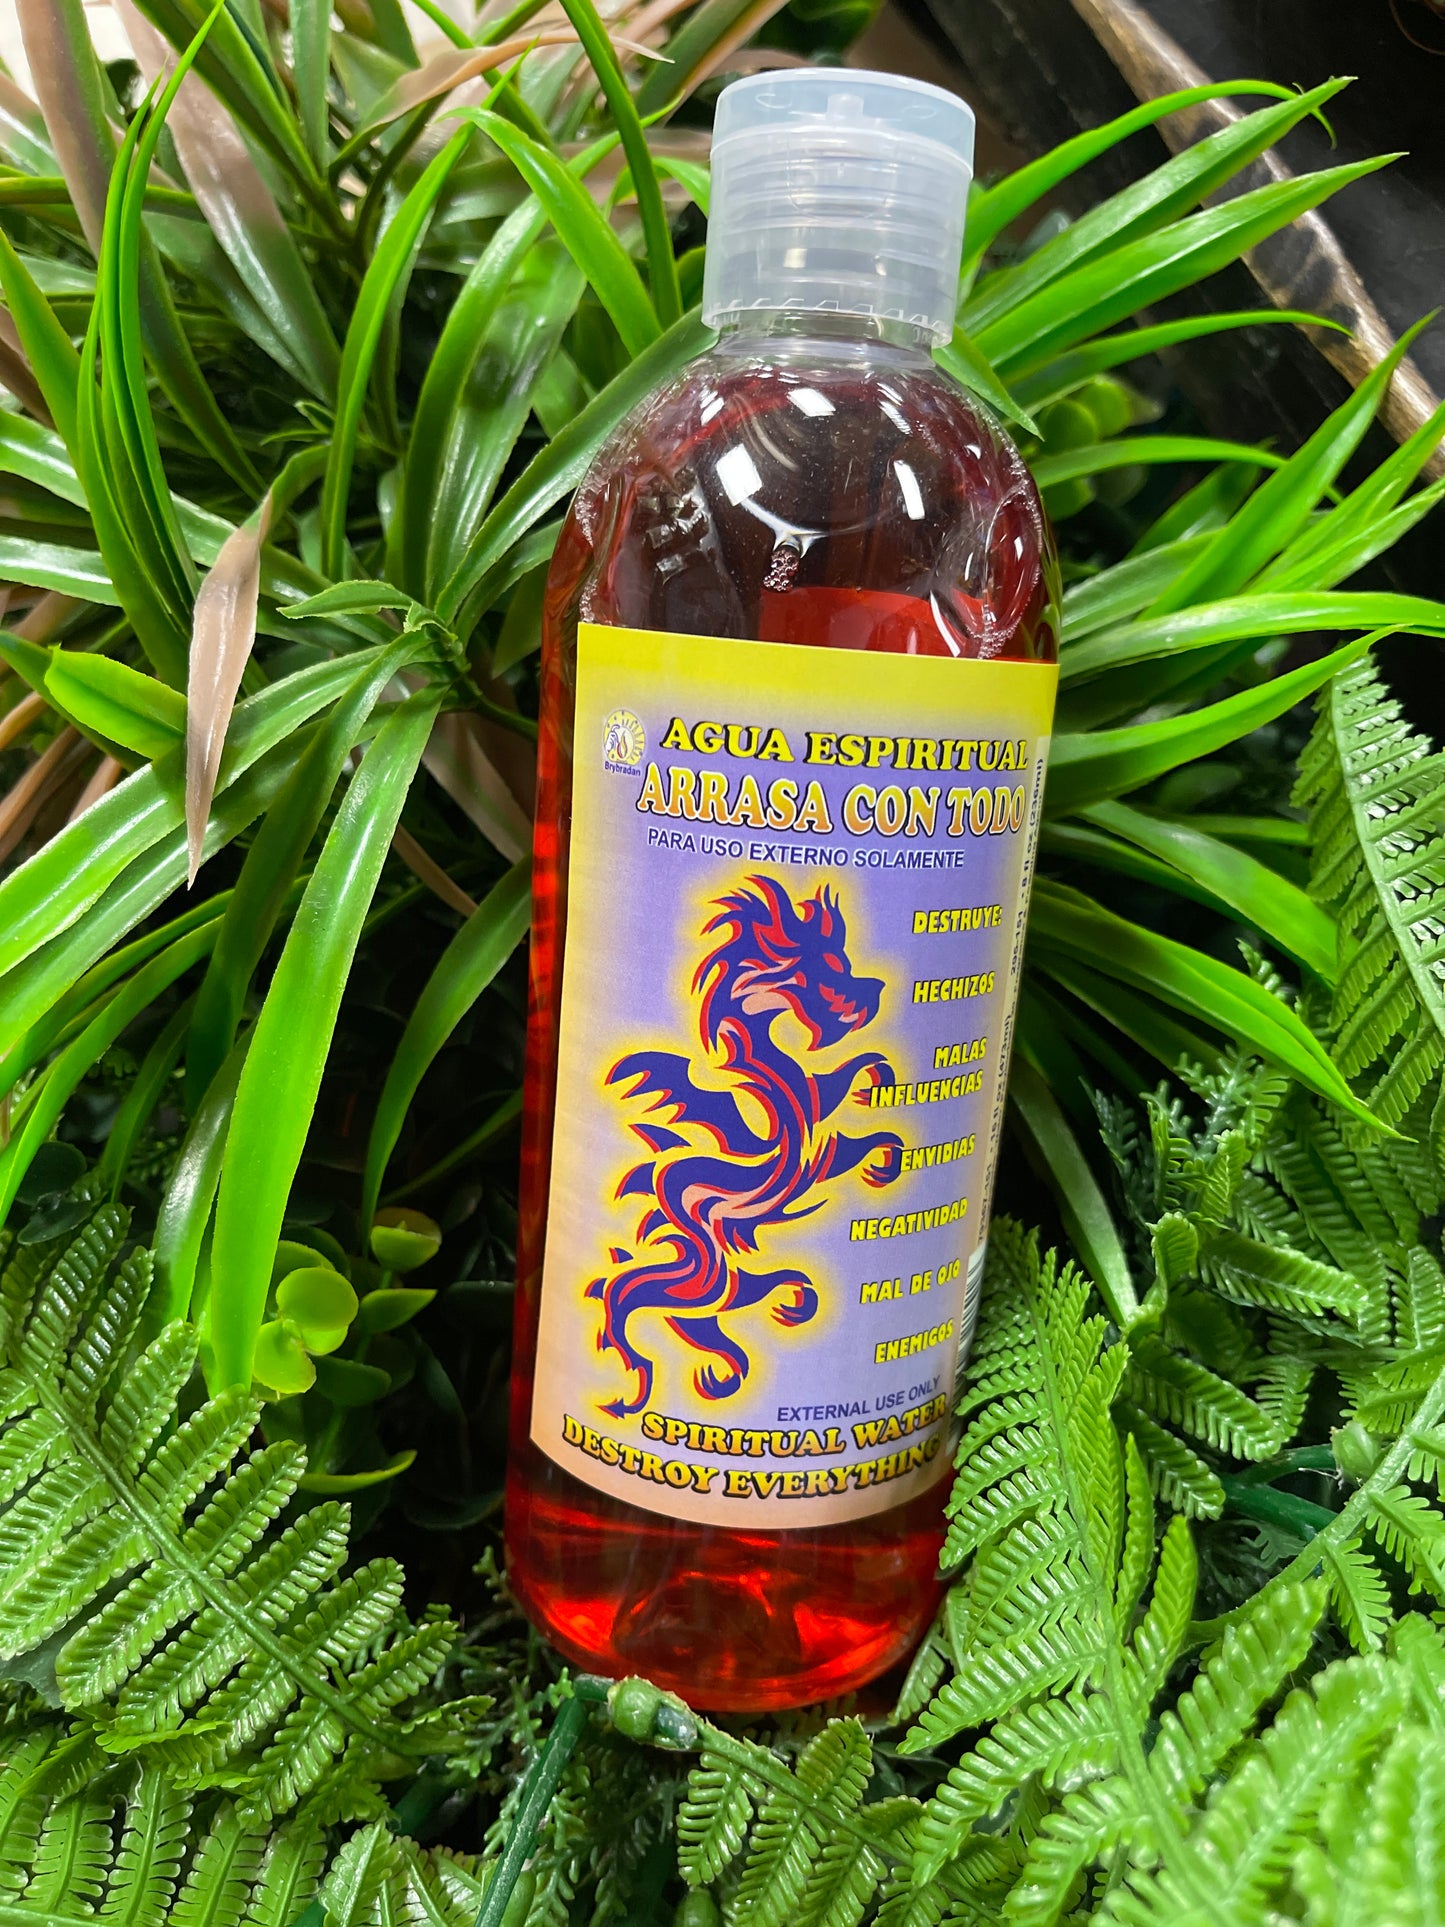 AGUA ESPIRITUAL
Brybradan
ARRASA CON TODO
PARA USO EXTERNO SOLAMENTE
DESTRUYE:
HECHIZOS
MALAS
INFLUENCIAS
ENVIDIAS
NEGATIVIDAD
MAL DE OJO
ENEMIGOS
EXTERNAL USE ONLY
SPIRITUAL WATER
DESTROY EVERYTHING